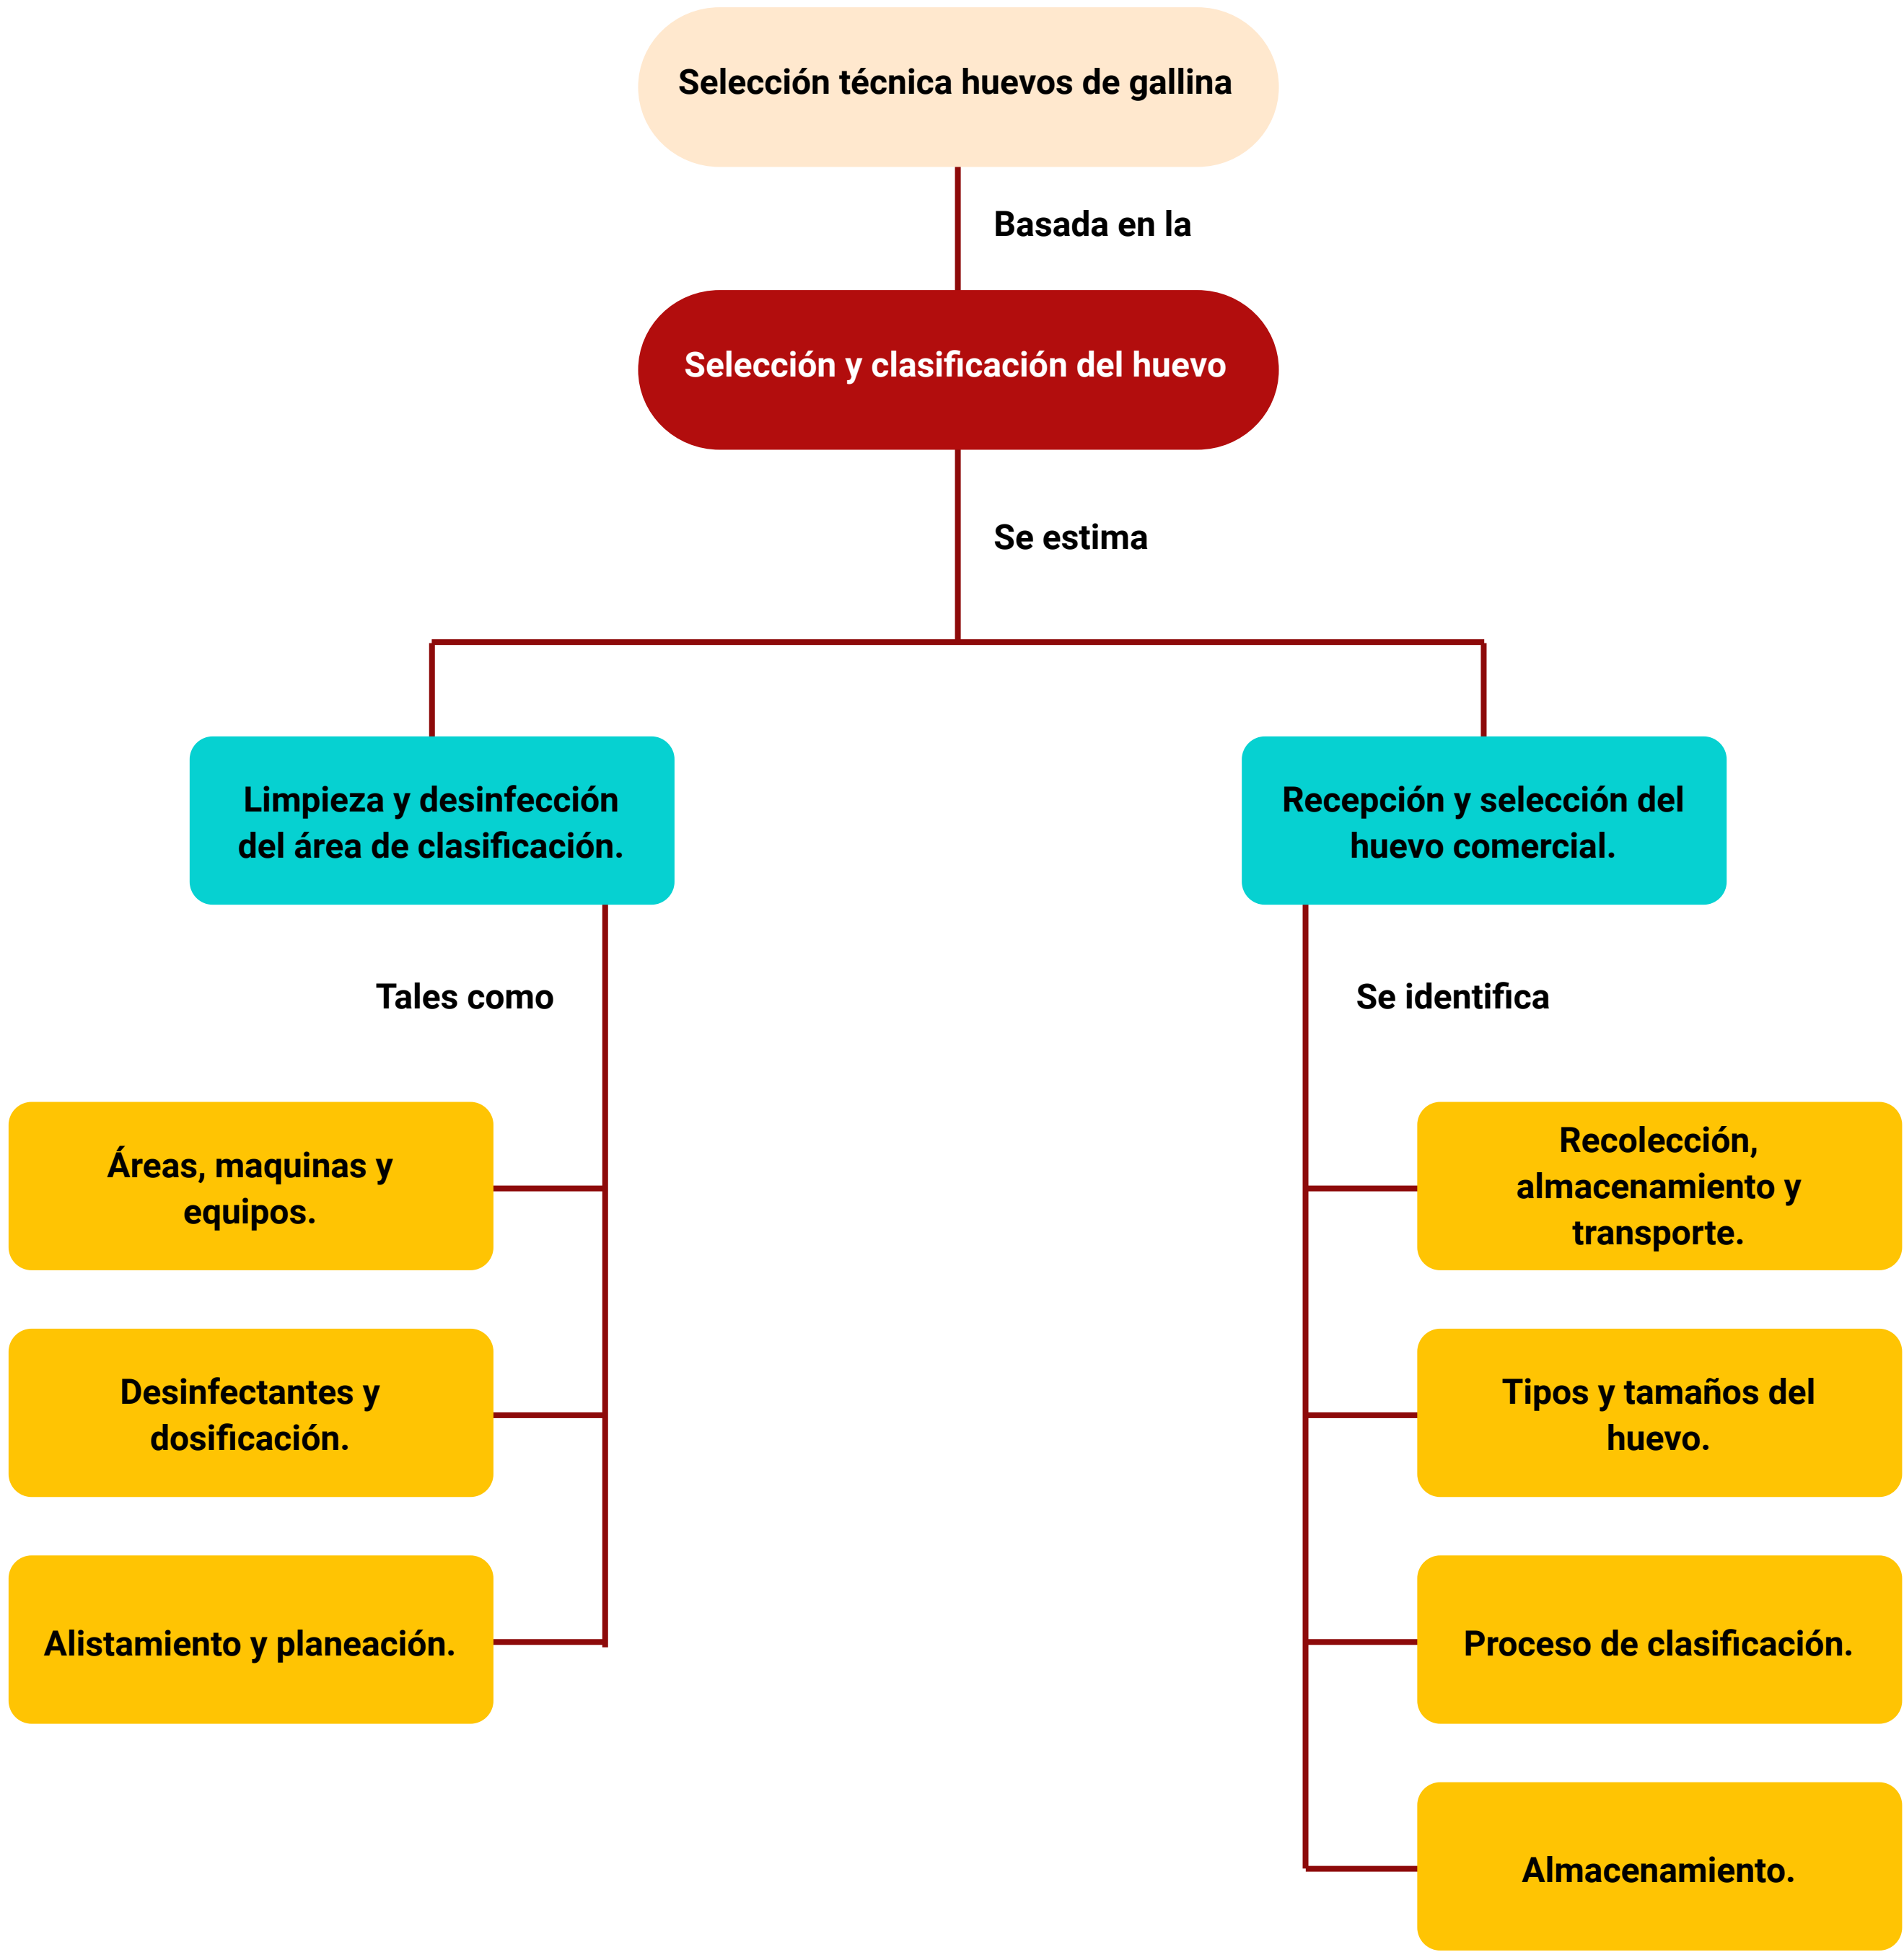 Selección técnica huevos de gallina
Basada en la
Selección y clasificación del huevo
Se estima
Limpieza y desinfección
del área de clasificación.
Recepción y selección del
huevo comercial.
Tales como
Se identifica
Áreas, maquinas y
equipos.
Recolección,
almacenamiento y
transporte.
Desinfectantes y
dosificación.
Tipos y tamaños del
huevo.
Alistamiento y planeación.
Proceso de clasificación.
Almacenamiento.